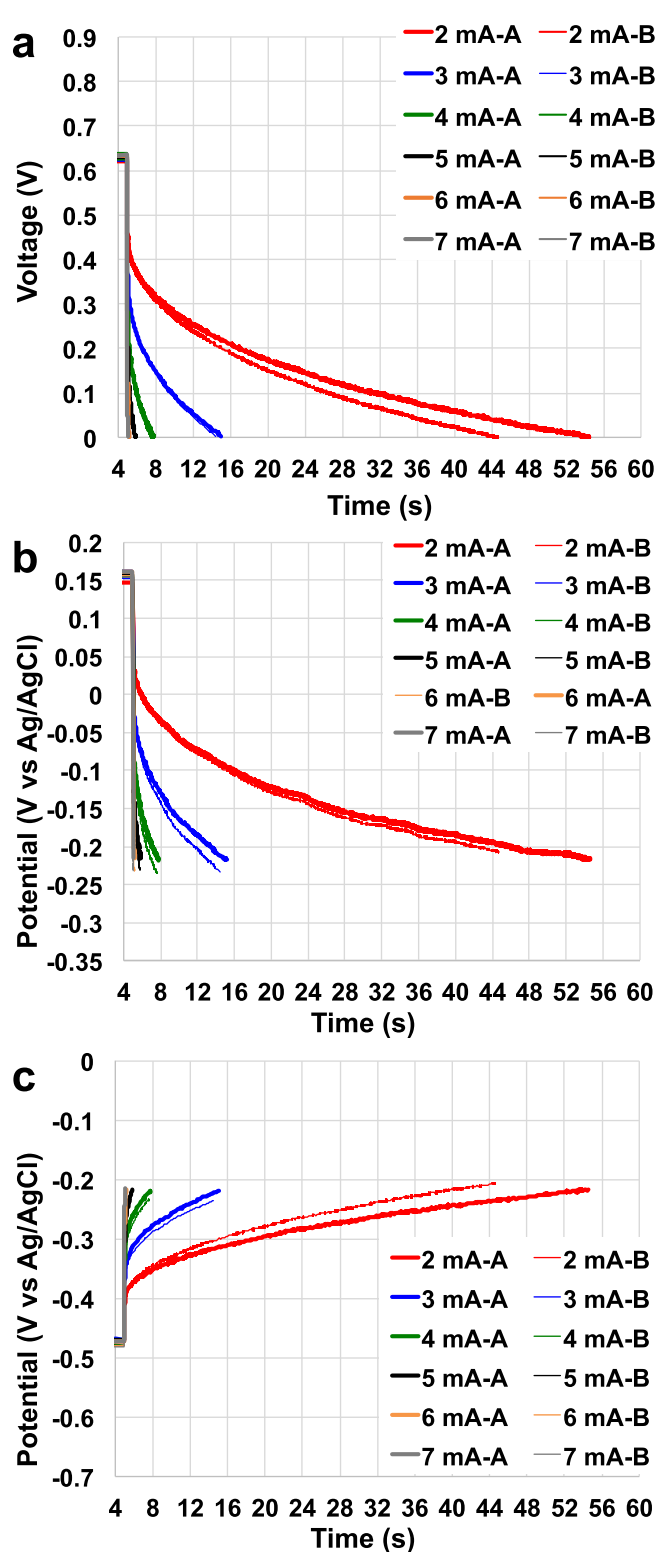 a
2 mA-A 2 mA-B
3 mA-A 3 mA-B
4 mA-A 4 mA-B
5 mA-A 5 mA-B
6 mA-A 6 mA-B
7 mA-A 7 mA-B
Voltage (V)
0.9
0.8
0.7
0.6
0.5
0.4
0.3
0.2
0.1
0
4 8 12 16 20 24 28 32 36 40 44 48 52 56 60
Time (s)
b
2 mA-A 2 mA-B
3 mA-A 3 mA-B
4 mA-A 4 mA-B
5 mA-A 5 mA-B
6 mA-B 6 mA-A
7 mA-A 7 mA-B
Potential (V vs Ag/AgCl)
0.2
0.15
0.1
0.05
0
-0.05
-0.1
-0.15
-0.2
-0.25
-0.3
-0.35
4 8 12 16 20 24 28 32 36 40 44 48 52 56 60
Time (s)
c
Potential (V vs Ag/AgCl)
0
-0.1
-0.2
-0.3
-0.4
-0.5
-0.6
-0.7
2 mA-A 2 mA-B
3 mA-A 3 mA-B
4 mA-A 4 mA-B
5 mA-A 5 mA-B
6 mA-A 6 mA-B
7 mA-A 7 mA-B
4 8 12 16 20 24 28 32 36 40 44 48 52 56 60
Time (s)